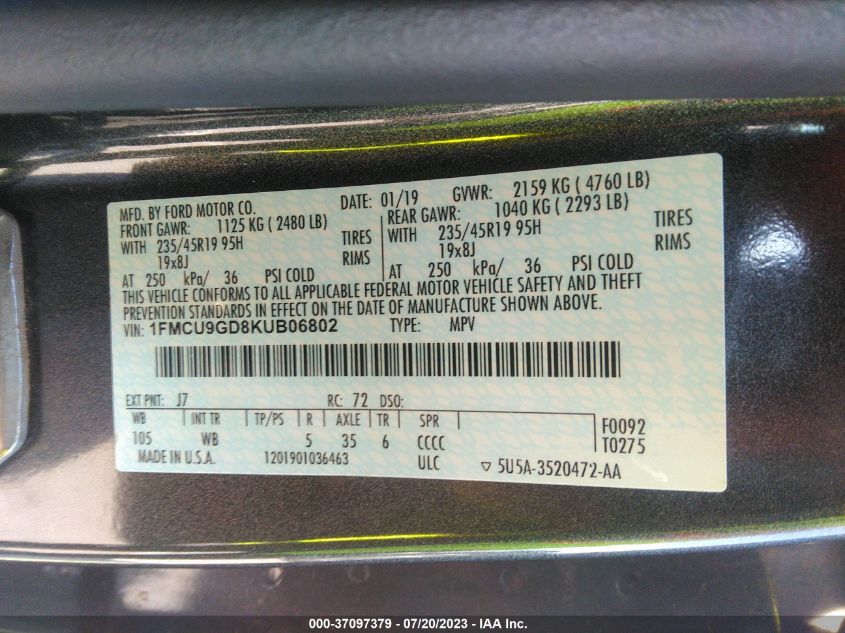 MFD. BY FORD MOTOR CO. DATE: 01/19 GVWR: 2159 KG ( 4760 LB)
FRONT GAWR: 1125 KG ( 2480 LB) REAR GAWR: 1040 KG ( 2293 LB)
WITH 235/45R19 95H TIRES WITH 235/45R19 95H TIRES
19x8J RIMS 19x8J RIMS
AT 250 kPa/ 36 PSI COLD AT 250 kPa/ 36 PSI COLD
THIS VEHICLE CONFORMS TO ALL APPLICABLE FEDERAL MOTOR VEHICLE SAFETY AND THEFT
PREVENTION STANDARDS IN EFFECT ON THE DATE OF MANUFACTURE SHOWN ABOVE.
VIN: 1FMCU9GD8KUB06802 TYPE: MPV
EXT PNT: J7 RC: 72 DSO:
WB INT TR TP/PS R AXLE TR SPR F0092
105 WB 5 35 6 CCCC T0275
MADE IN U.S.A. 1201901036463 ULC 5U5A-3520472-AA
000-37097379 / 07/20/2023 - IAA Inc.